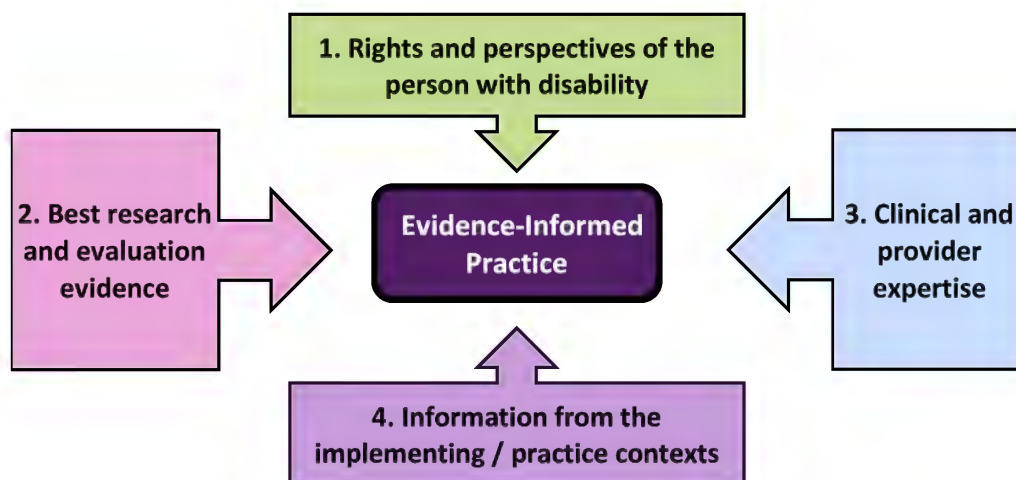 1. Rights and perspectives of the
person with disability
2. Best research
and evaluation
evidence
Evidence-Informed
Practice
3. Clinical and
provider
expertise
4. Information from the
implementing / practice contexts